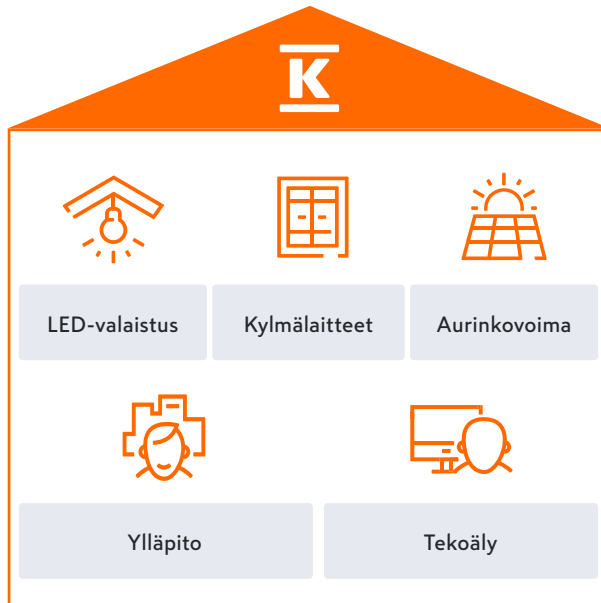 K
LED-valaistus
Kylmälaitteet
Aurinkovoima
Ylläpito
Tekoäly